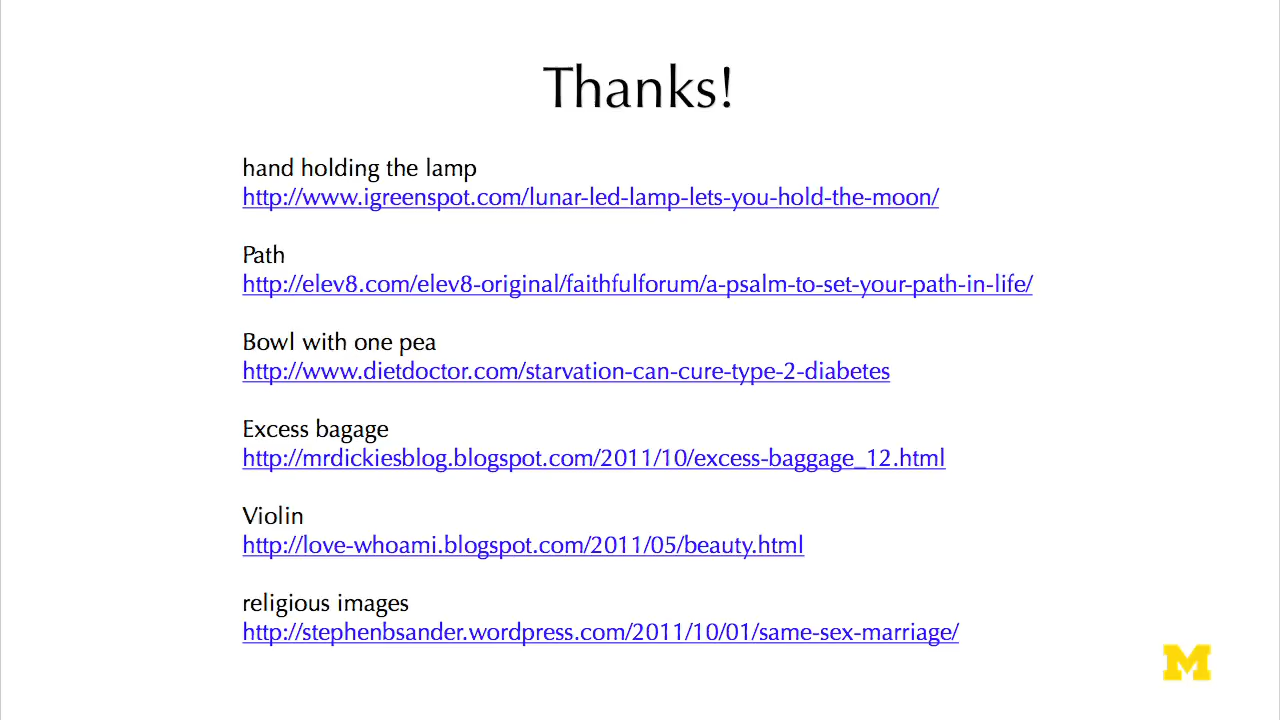 Thanks!
hand holding the lamp
http://www.igreenspot.com/lunar-led-lamp-lets-you-hold-the-moon/
Path
http://elev8.com/elev8-original/faithfulforum/a-psalm-to-set-your-path-in-life/
Bowl with one pea
http://www.dietdoctor.com/starvation-can-cure-type-2-diabetes
Excess bagage
http://mrdickiesblog.blogspot.com/2011/10/excess-baggage_12.html
Violin
http://love-whoami.blogspot.com/2011/05/beauty.html
religious images
http://stephenbsander.wordpress.com/2011/10/01/same-sex-marriage/
M